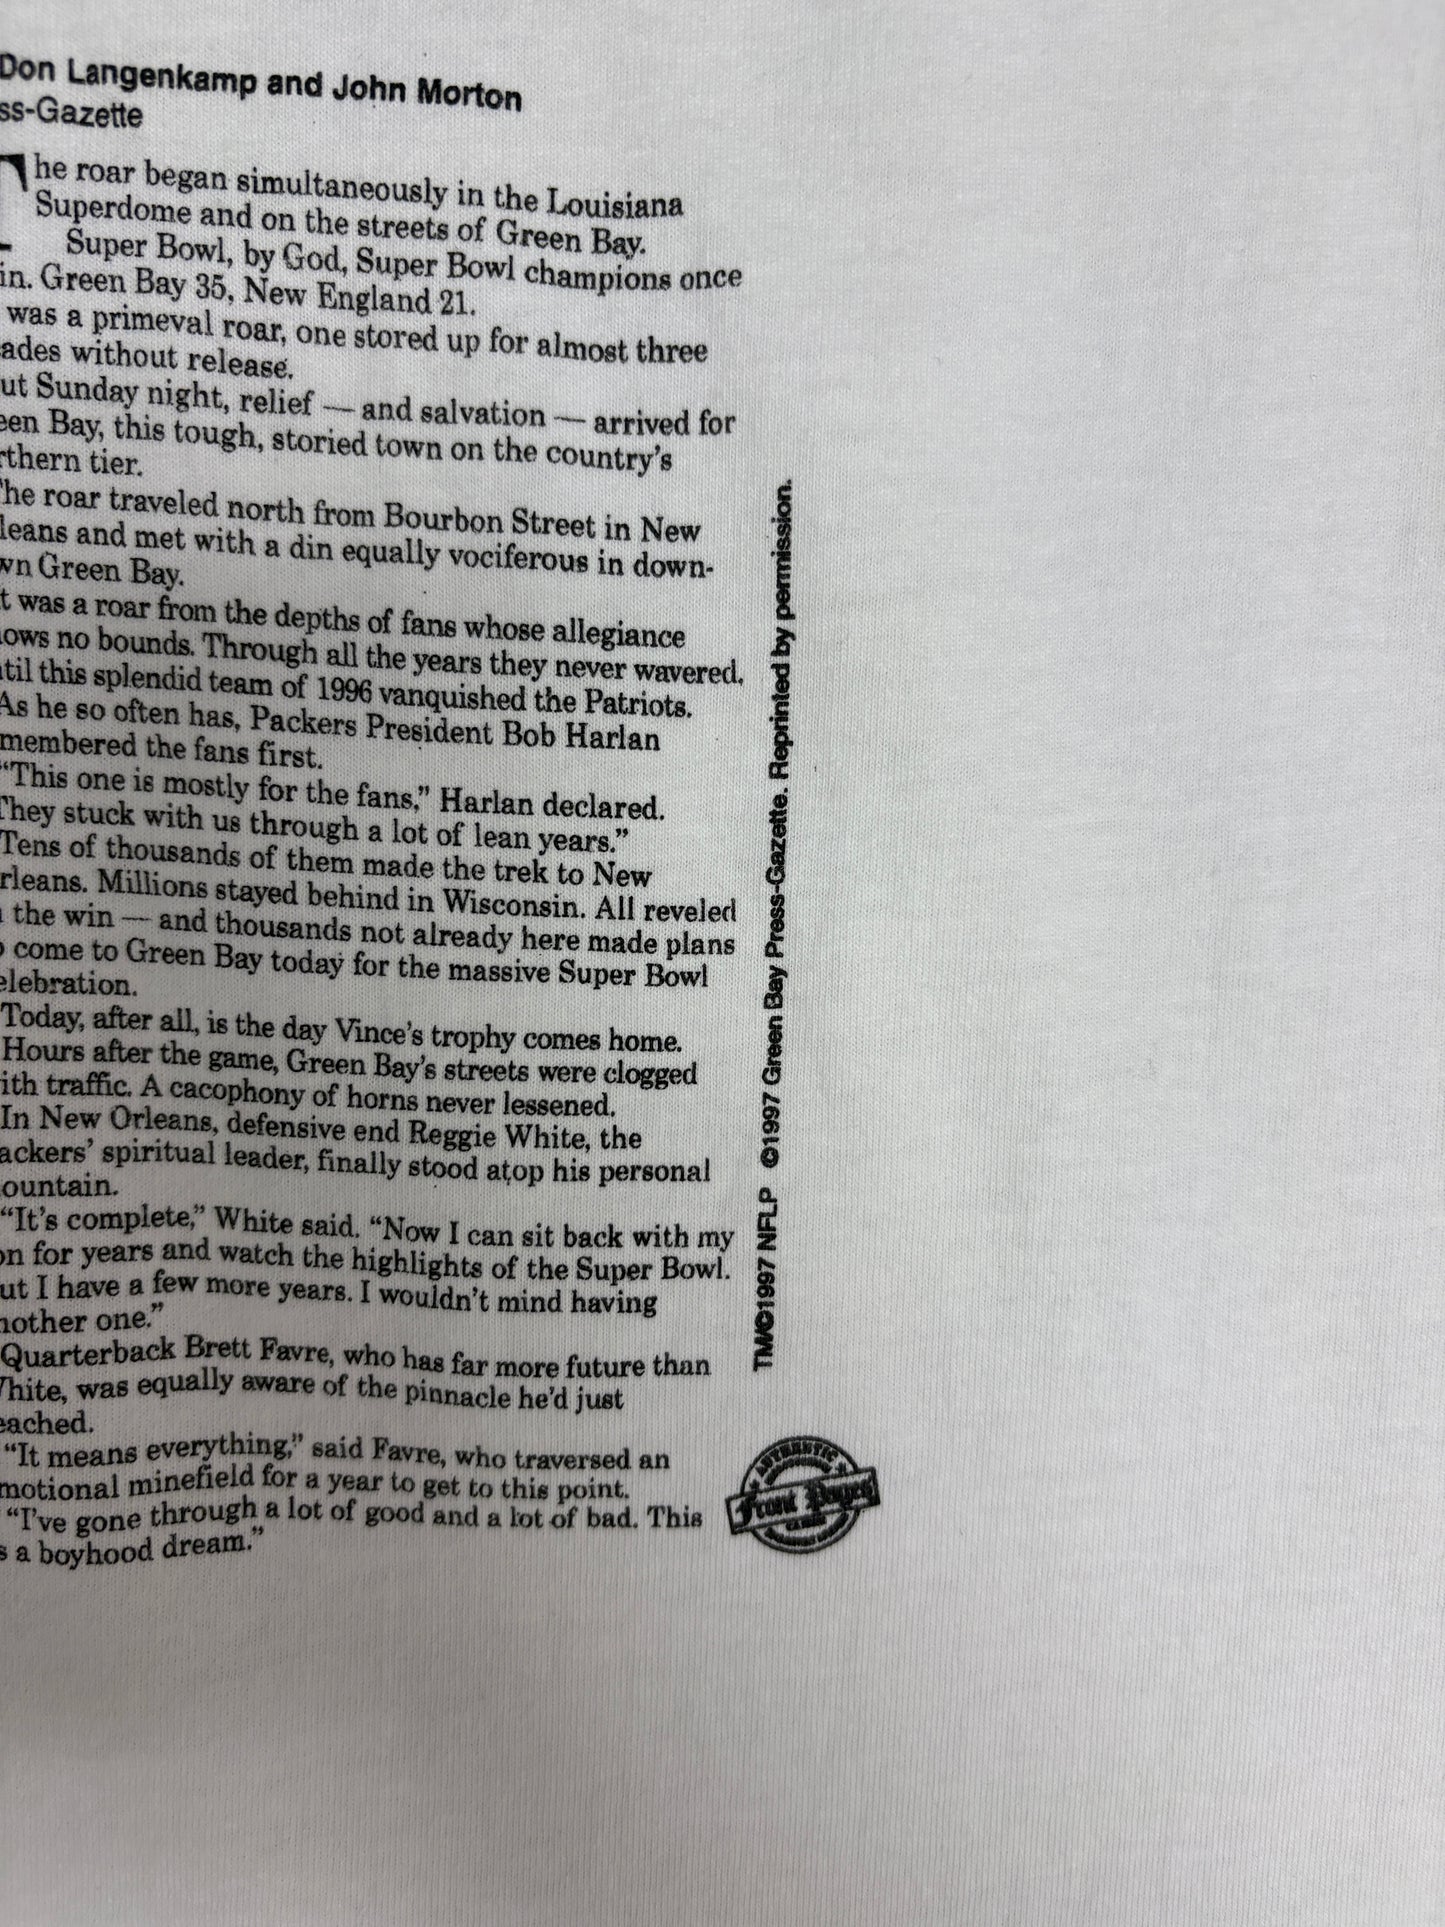 Don Langenkamp and John Morton
ss-Gazette
The roar began simultaneously in the Louisiana
Superdome and on the streets of Green Bay.
Super Bowl, by God, Super Bowl champions once
in. Green Bay 35, New England 21.
was a primeval roar, one stored up for almost three
ades without release.
ut Sunday night, relief — and salvation — arrived for
een Bay, this tough, storied town on the country's
rthern tier.
he roar traveled north from Bourbon Street in New
leans and met with a din equally vociferous in down-
wn Green Bay.
t was a roar from the depths of fans whose allegiance
ows no bounds. Through all the years they never wavered,
til this splendid team of 1996 vanquished the Patriots.
As he so often has, Packers President Bob Harlan
membered the fans first.
"This one is mostly for the fans," Harlan declared.
They stuck with us through a lot of lean years."
Tens of thousands of them made the trek to New
rleans. Millions stayed behind in Wisconsin. All reveled
the win — and thousands not already here made plans
o come to Green Bay today for the massive Super Bowl
elebration.
Today, after all, is the day Vince's trophy comes home.
Hours after the game, Green Bay's streets were clogged
ith traffic. A cacophony of horns never lessened.
In New Orleans, defensive end Reggie White, the
ackers' spiritual leader, finally stood atop his personal
ountain.
"It's complete," White said. "Now I can sit back with my
on for years and watch the highlights of the Super Bowl.
ut I have a few more years. I wouldn't mind having
nother one."
Quarterback Brett Favre, who has far more future than
White, was equally aware of the pinnacle he'd just
eached.
"It means everything," said Favre, who traversed an
motional minefield for a year to get to this point.
"I've gone through a lot of good and a lot of bad. This
s a boyhood dream."
TM/©1997 NFLP ©1997 Green Bay Press-Gazette. Reprinted by permission.
AUTHENTIC
Front Pages